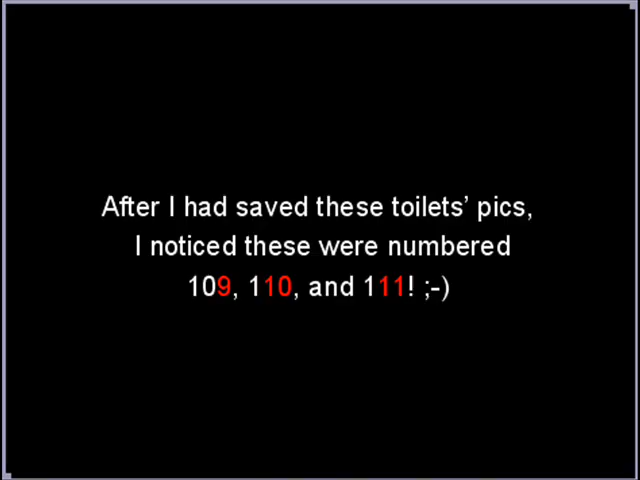 After I had saved these toilets’ pics,
I noticed these were numbered
109, 110, and 111! ;-)